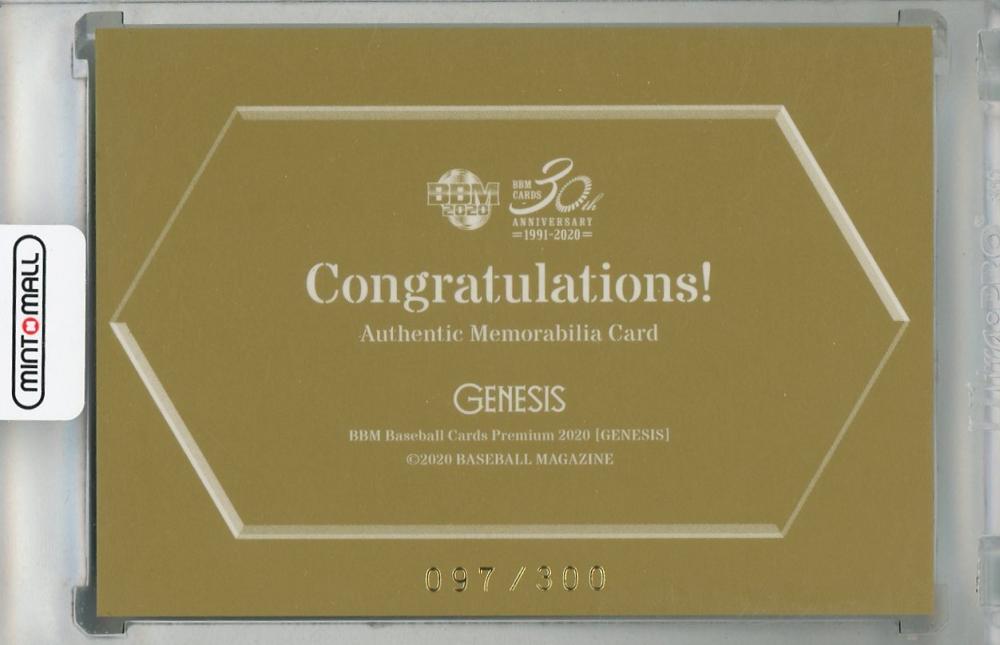 MINTOMALL
BBM
2020
BBM
CARDS
30th
ANNIVERSARY
=1991-2020=
Congratulations!
Authentic Memorabilia Card
GENESIS
BBM Baseball Cards Premium 2020 [GENESIS]
©2020 BASEBALL MAGAZINE
097/300